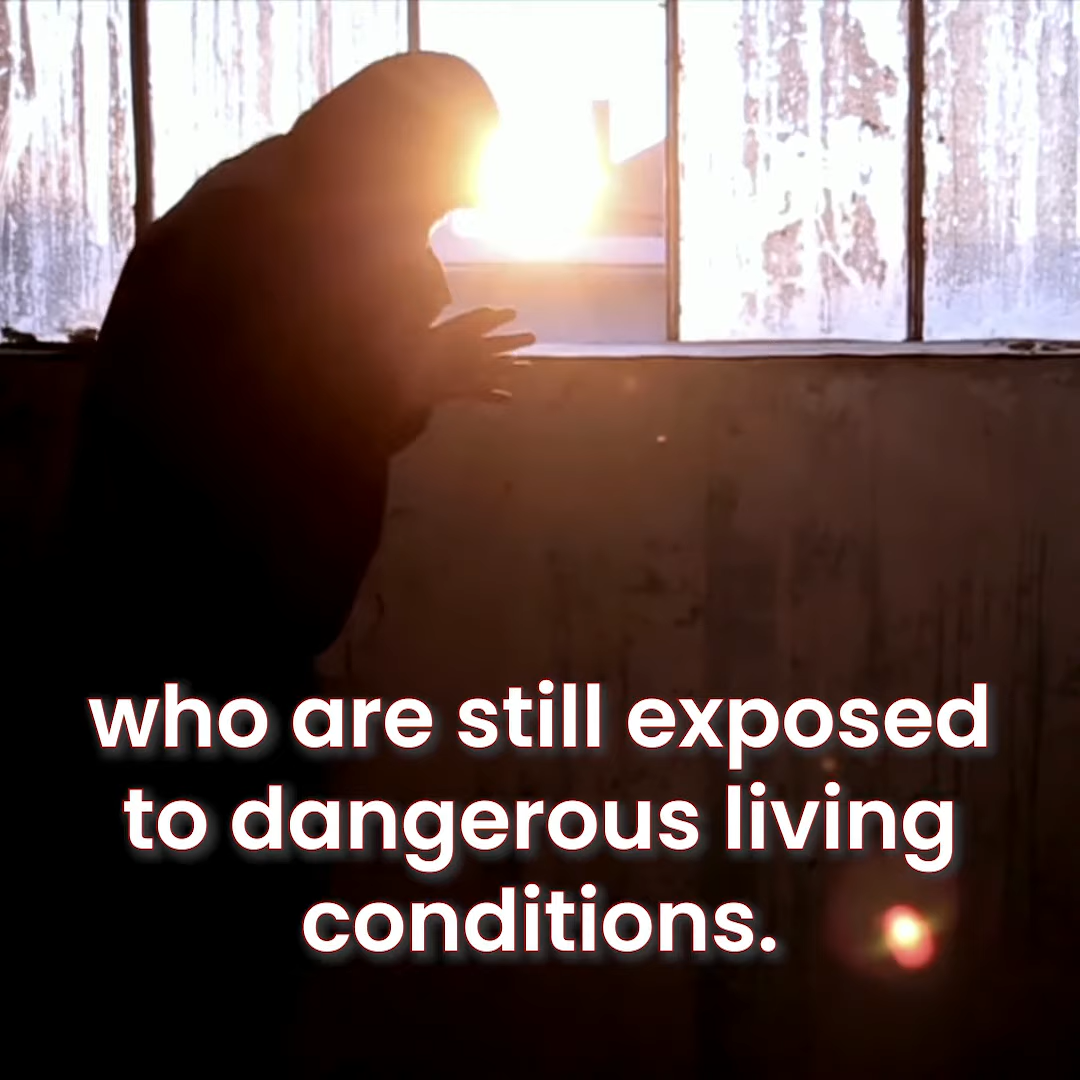 who are still exposed
to dangerous living
conditions.